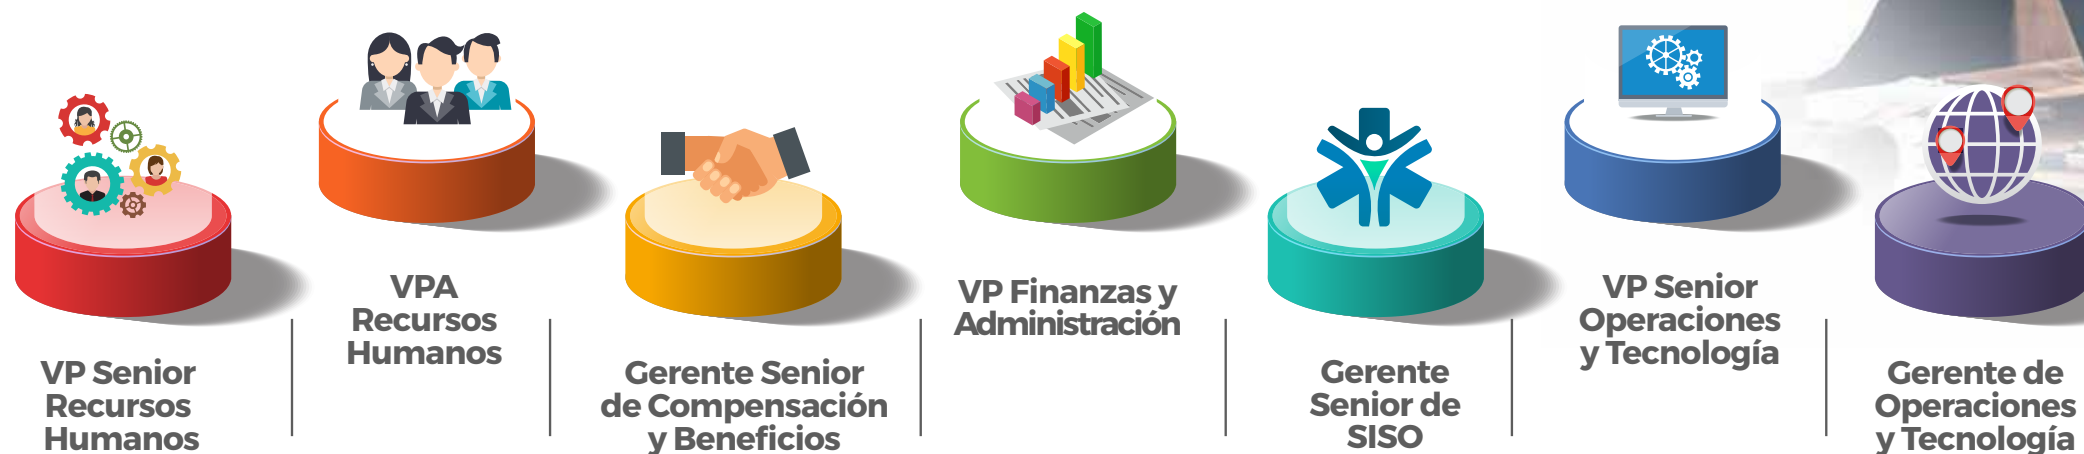 VP Senior
Recursos
Humanos
VPA
Recursos
Humanos
Gerente Senior
de Compensación
y Beneficios
VP Finanzas y
Administración
Gerente
Senior de
SISO
VP Senior
Operaciones
y Tecnología
Gerente de
Operaciones
y Tecnología